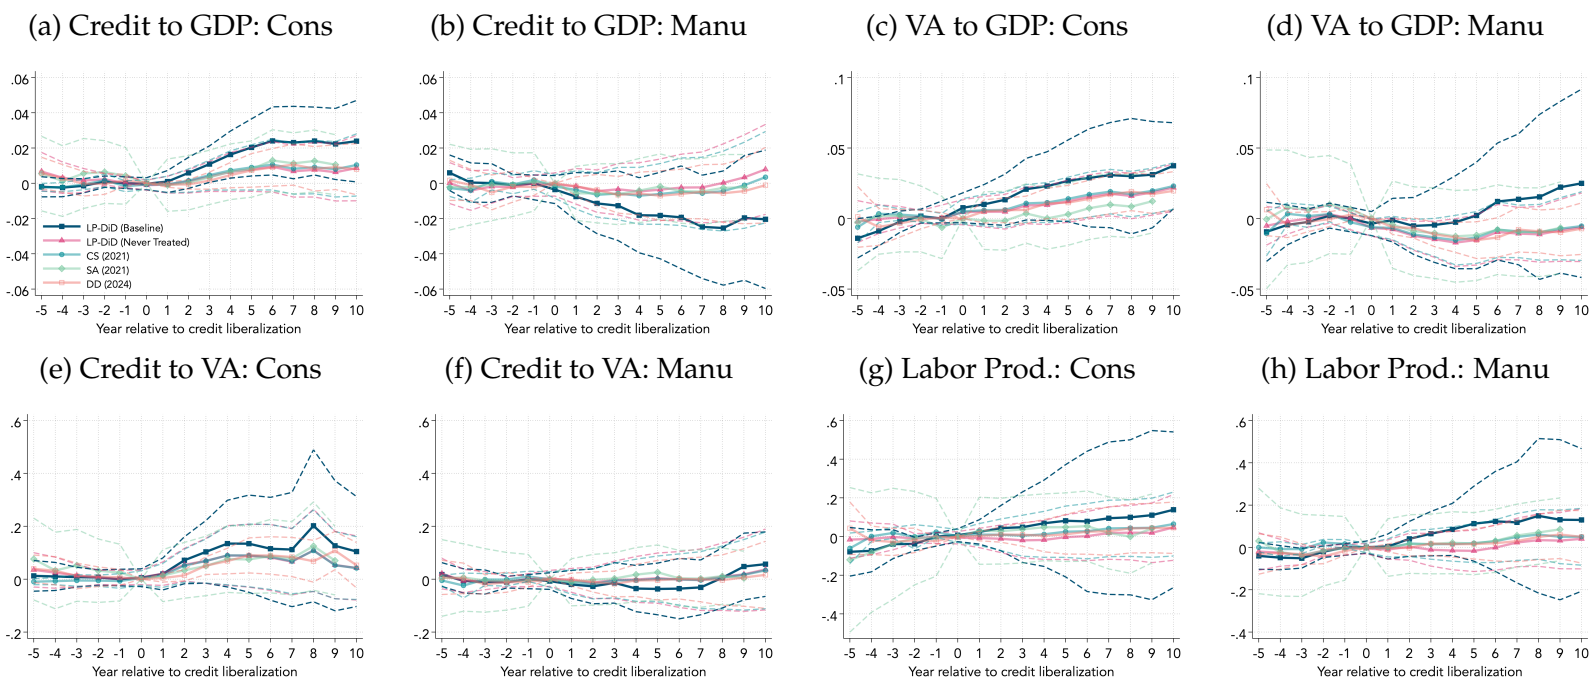 (a) Credit to GDP: Cons
(b) Credit to GDP: Manu
(c) VA to GDP: Cons
(d) VA to GDP: Manu
.06
.04
.02
0
-.02
-.04
-.06
LP-DiD (Baseline)
LP-DiD (Never Treated)
CS (2021)
SA (2021)
DD (2024)
-5 -4 -3 -2 -1 0 1 2 3 4 5 6 7 8 9 10
Year relative to credit liberalization
.06
.04
.02
0
-.02
-.04
-.06
-5 -4 -3 -2 -1 0 1 2 3 4 5 6 7 8 9 10
Year relative to credit liberalization
.1
.05
0
-.05
-5 -4 -3 -2 -1 0 1 2 3 4 5 6 7 8 9 10
Year relative to credit liberalization
.1
.05
0
-.05
-5 -4 -3 -2 -1 0 1 2 3 4 5 6 7 8 9 10
Year relative to credit liberalization
(e) Credit to VA: Cons
(f) Credit to VA: Manu
(g) Labor Prod.: Cons
(h) Labor Prod.: Manu
.6
.4
.2
0
-.2
-5 -4 -3 -2 -1 0 1 2 3 4 5 6 7 8 9 10
Year relative to credit liberalization
.6
.4
.2
0
-.2
-5 -4 -3 -2 -1 0 1 2 3 4 5 6 7 8 9 10
Year relative to credit liberalization
.6
.4
.2
0
-.2
-.4
-5 -4 -3 -2 -1 0 1 2 3 4 5 6 7 8 9 10
Year relative to credit liberalization
.6
.4
.2
0
-.2
-.4
-5 -4 -3 -2 -1 0 1 2 3 4 5 6 7 8 9 10
Year relative to credit liberalization